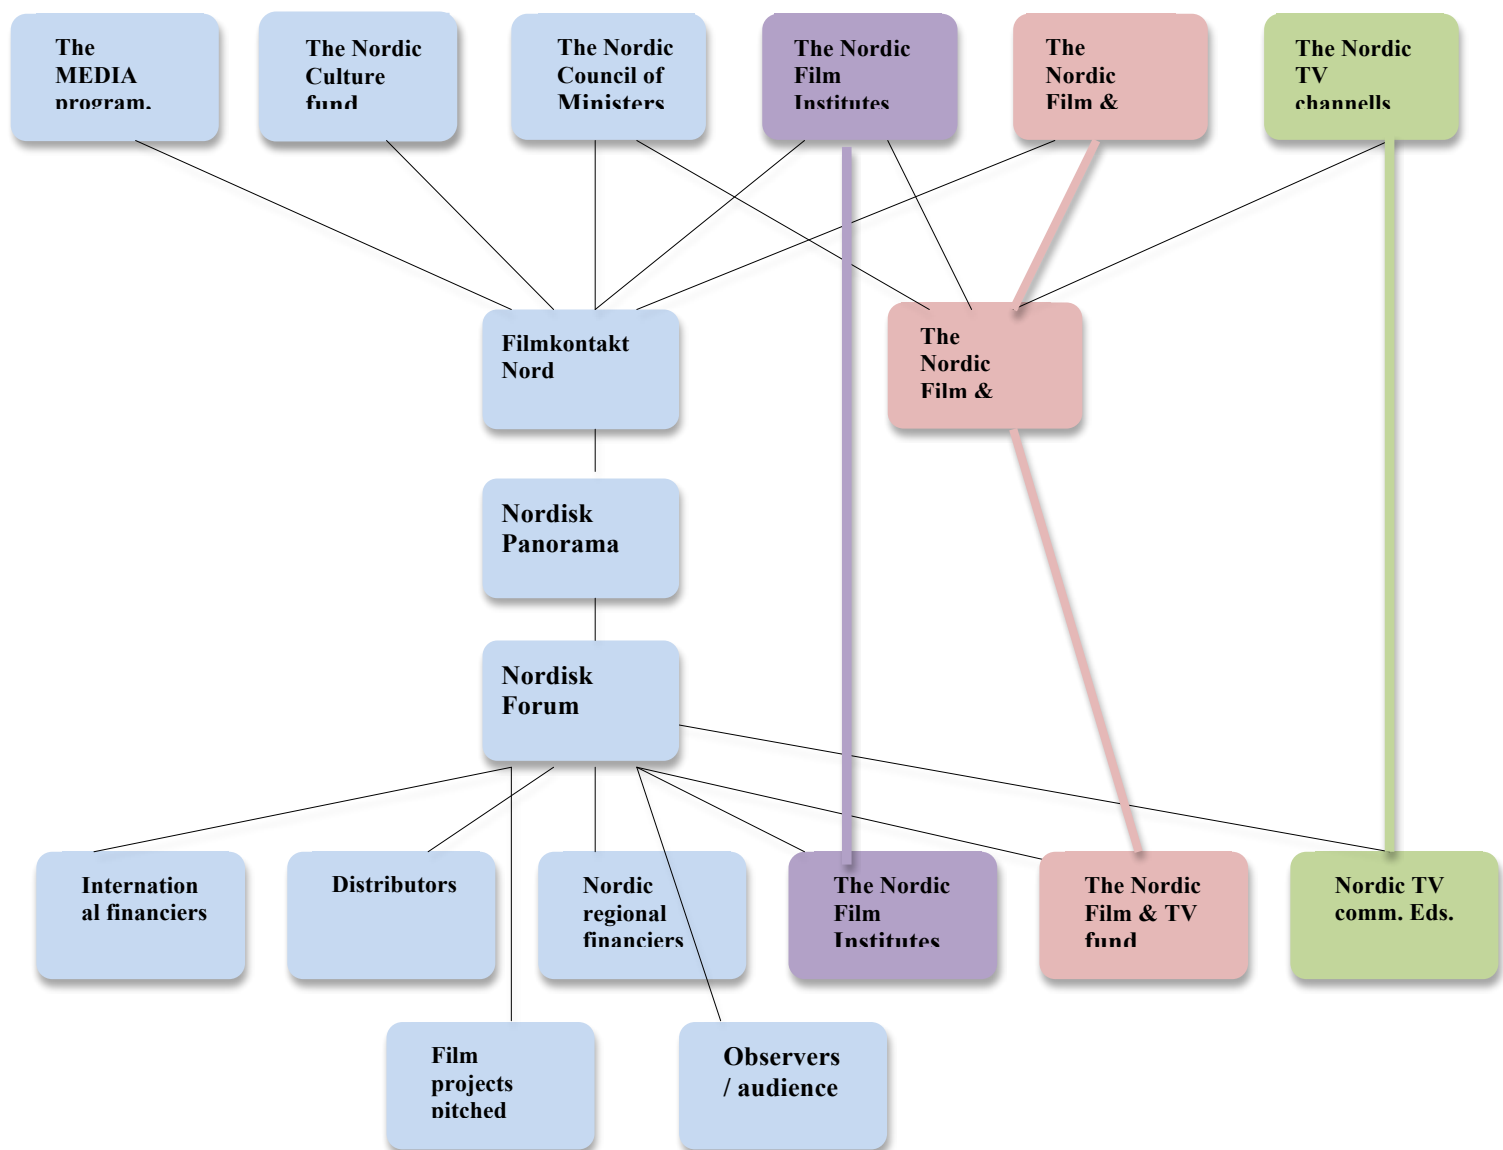 The
MEDIA
program.
The Nordic
Culture
fund
The Nordic
Council of
Ministers
The Nordic
Film
Institutes
The
Nordic
Film &
The Nordic
TV
channells
Filmkontakt
Nord
The
Nordic
Film &
Nordisk
Panorama
Nordisk
Forum
Internation
al financiers
Distributors
Nordic
regional
financiers
The Nordic
Film
Institutes
The Nordic
Film & TV
fund
Nordic TV
comm. Eds.
Film
projects
pitched
Observers
/ audience